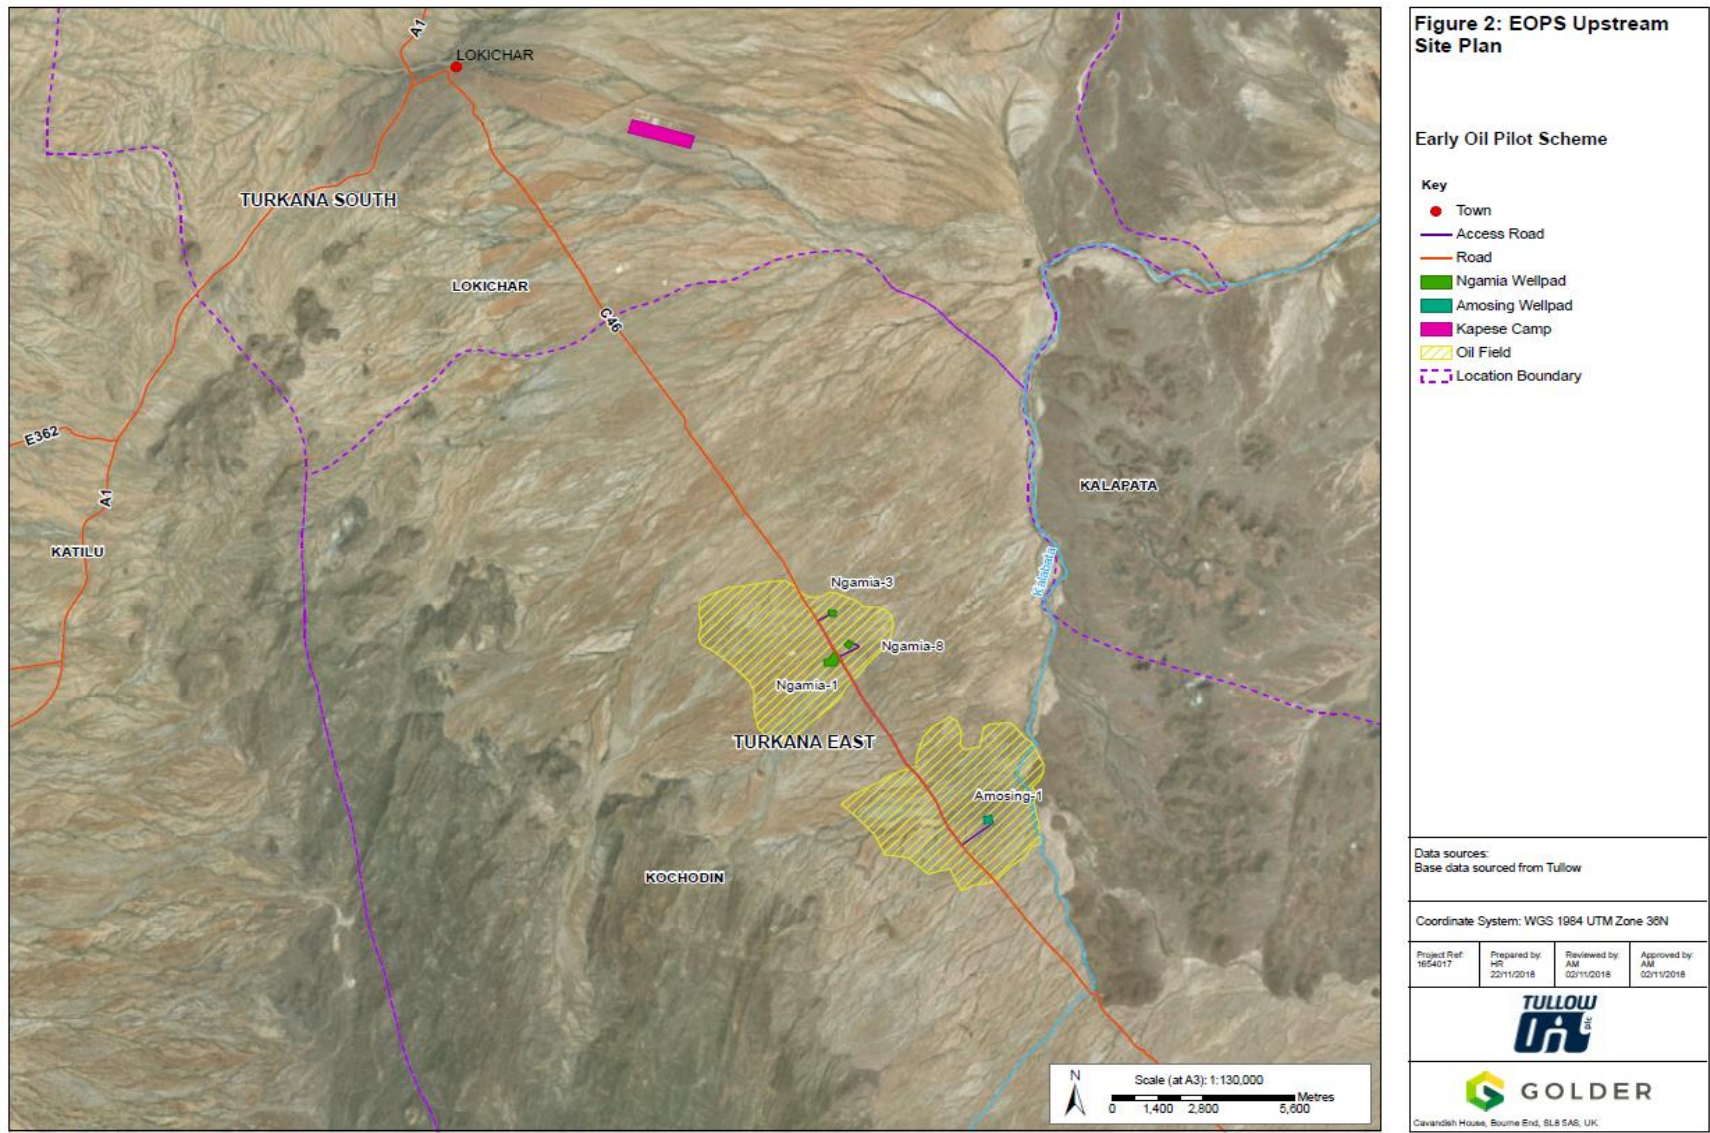 A1
LOKICHAR
TURKANA SOUTH
LOKICHAR
C46
E362
A1
KALAPATA
KATILU
Kalabata
Ngamia-3
Ngamia-8
Ngamia-1
TURKANA EAST
Amosing-1
KOCHODIN
N
Scale (at A3): 1:130,000
Metres
0 1,400 2,800 5,600
Figure 2: EOPS Upstream
Site Plan
Early Oil Pilot Scheme
Key
Town
Access Road
Road
Ngamia Wellpad
Amosing Wellpad
Kapese Camp
Oil Field
Location Boundary
Data sources:
Base data sourced from Tullow
Coordinate System: WGS 1984 UTM Zone 36N
Project Ref:
1654017
Prepared by:
HR
22/11/2018
Reviewed by:
AM
02/11/2018
Approved by:
AM
02/11/2018
TULLOW
Oil plc
GOLDER
Cavendish House, Bourne End, SL8 5AS, UK.